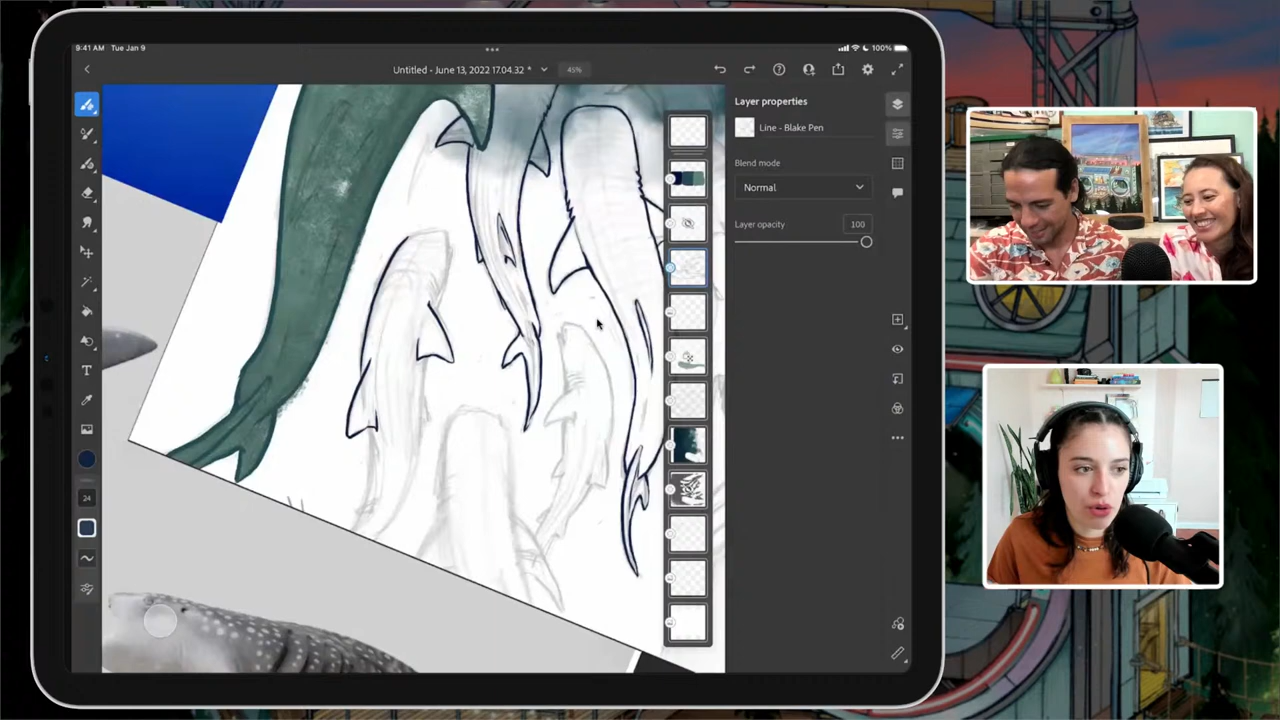 9:41 AM Tue Jan 9
100%
Untitled - June 13, 2022 17.04.32 *
45%
Layer properties
Line - Blake Pen
Blend mode
Normal
Layer opacity
100
T
24